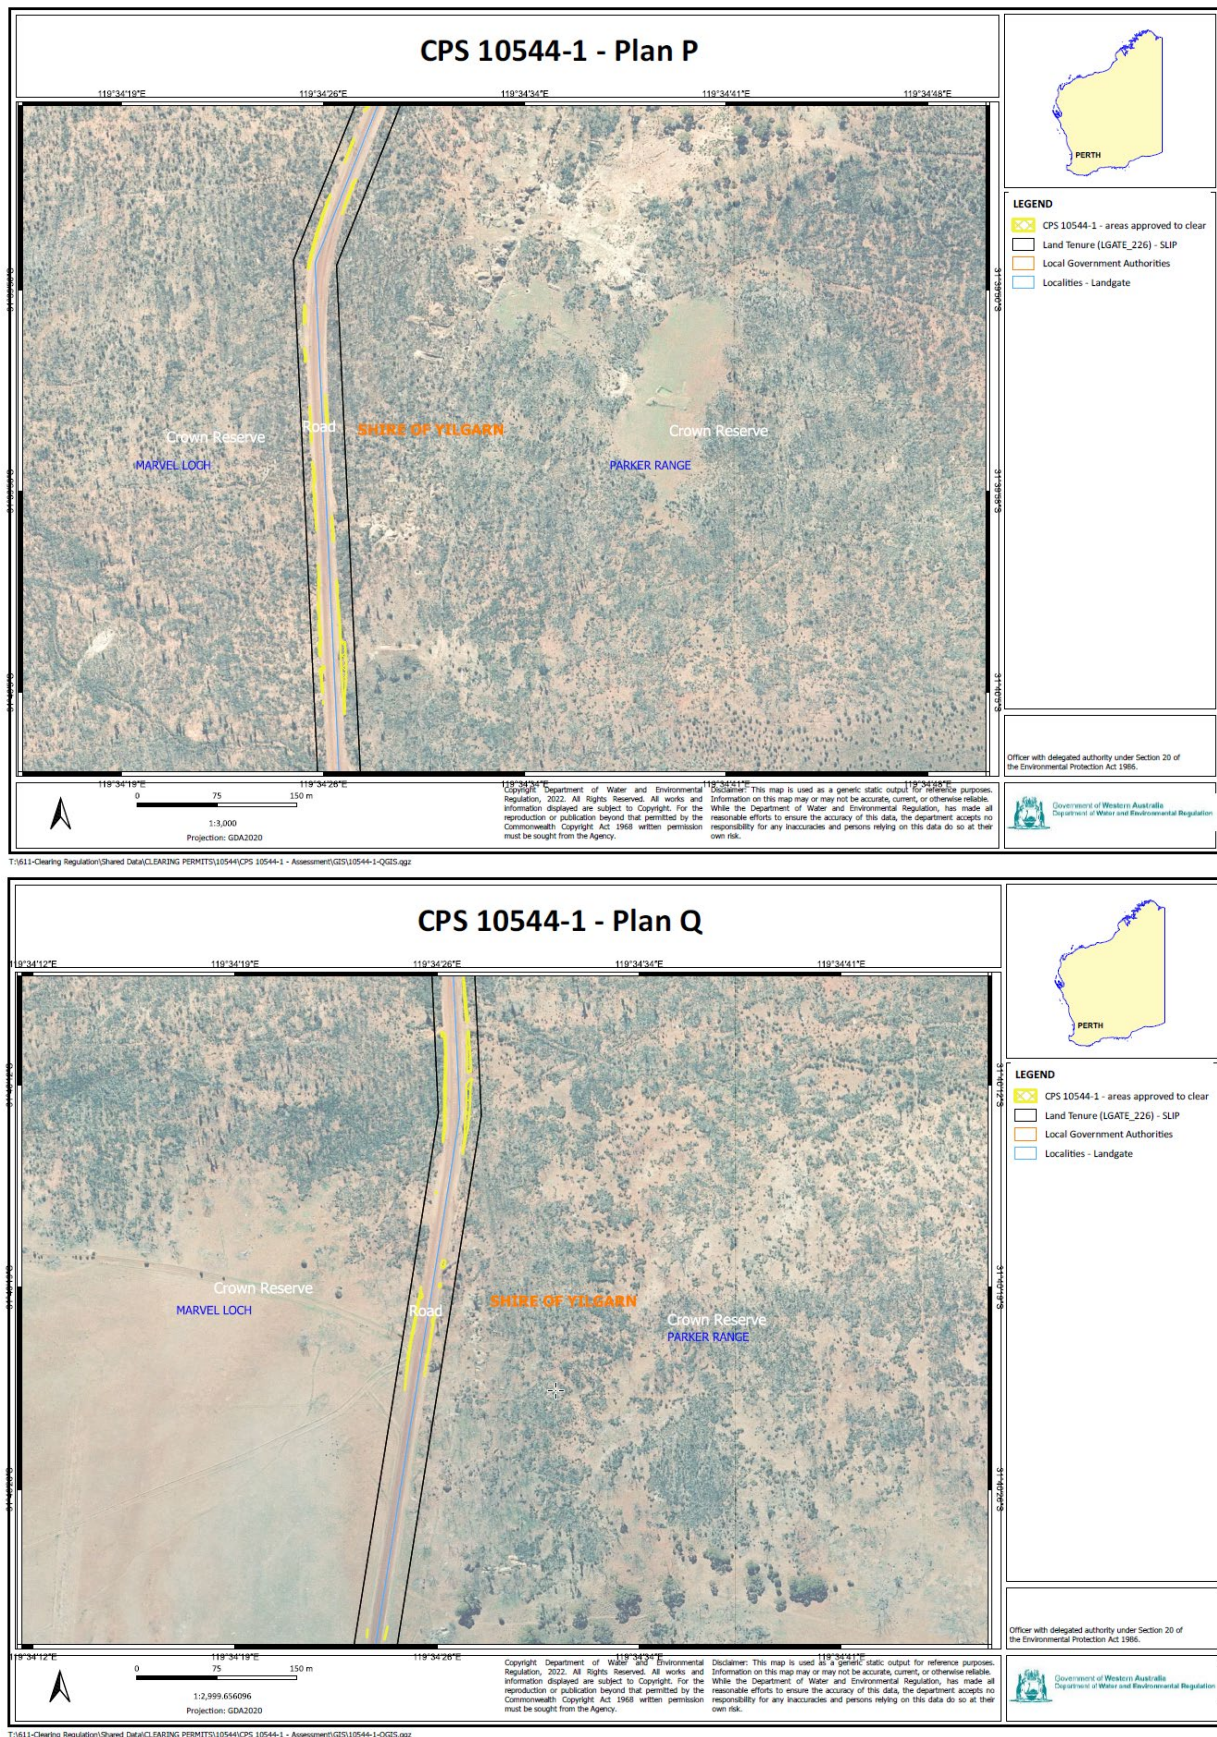 CPS 10544-1 - Plan P
119°34'19"E 119°34'26"E 119°34'34"E 119°34'41"E 119°34'48"E
PERTH
LEGEND
CPS 10544-1 - areas approved to clear
Land Tenure (LGATE_226) - SLIP
Local Government Authorities
Localities - Landgate
31°39'50"S
31°39'50"S
Crown Reserve
Road
SHIRE OF YILGARN
Crown Reserve
MARVEL LOCH
PARKER RANGE
31°39'58"S
31°39'58"S
31°40'5"S
31°40'5"S
119°34'19"E 119°34'26"E 119°34'34"E 119°34'41"E 119°34'48"E
Officer with delegated authority under Section 20 of
the Environmental Protection Act 1986.
0 75 150 m
1:3,000
Projection: GDA2020
Copyright Department of Water and Environmental
Regulation, 2022. All Rights Reserved. All works and
information displayed are subject to Copyright. For the
reproduction or publication beyond that permitted by the
Commonwealth Copyright Act 1968 written permission
must be sought from the Agency.
Disclaimer: This map is used as a generic static output for reference purposes.
Information on this map may or may not be accurate, current, or otherwise reliable.
While the Department of Water and Environmental Regulation, has made all
reasonable efforts to ensure the accuracy of this data, the department accepts no
responsibility for any inaccuracies and persons relying on this data do so at their
own risk.
Government of Western Australia
Department of Water and Environmental Regulation
T:\611-Clearing Regulation\Shared Data\CLEARING PERMITS\10544\CPS 10544-1 - Assessment\GIS\10544-1-QGIS.qgz
CPS 10544-1 - Plan Q
119°34'12"E 119°34'19"E 119°34'26"E 119°34'34"E 119°34'41"E
PERTH
LEGEND
CPS 10544-1 - areas approved to clear
Land Tenure (LGATE_226) - SLIP
Local Government Authorities
Localities - Landgate
31°40'12"S
31°40'12"S
Crown Reserve
MARVEL LOCH
Road
SHIRE OF YILGARN
Crown Reserve
PARKER RANGE
31°40'19"S
31°40'19"S
31°40'26"S
31°40'26"S
119°34'12"E 119°34'19"E 119°34'26"E 119°34'34"E 119°34'41"E
Officer with delegated authority under Section 20 of
the Environmental Protection Act 1986.
0 75 150 m
1:2,999.656096
Projection: GDA2020
Copyright Department of Water and Environmental
Regulation, 2022. All Rights Reserved. All works and
information displayed are subject to Copyright. For the
reproduction or publication beyond that permitted by the
Commonwealth Copyright Act 1968 written permission
must be sought from the Agency.
Disclaimer: This map is used as a generic static output for reference purposes.
Information on this map may or may not be accurate, current, or otherwise reliable.
While the Department of Water and Environmental Regulation, has made all
reasonable efforts to ensure the accuracy of this data, the department accepts no
responsibility for any inaccuracies and persons relying on this data do so at their
own risk.
Government of Western Australia
Department of Water and Environmental Regulation
T:\611-Clearing Regulation\Shared Data\CLEARING PERMITS\10544\CPS 10544-1 - Assessment\GIS\10544-1-QGIS.qgz